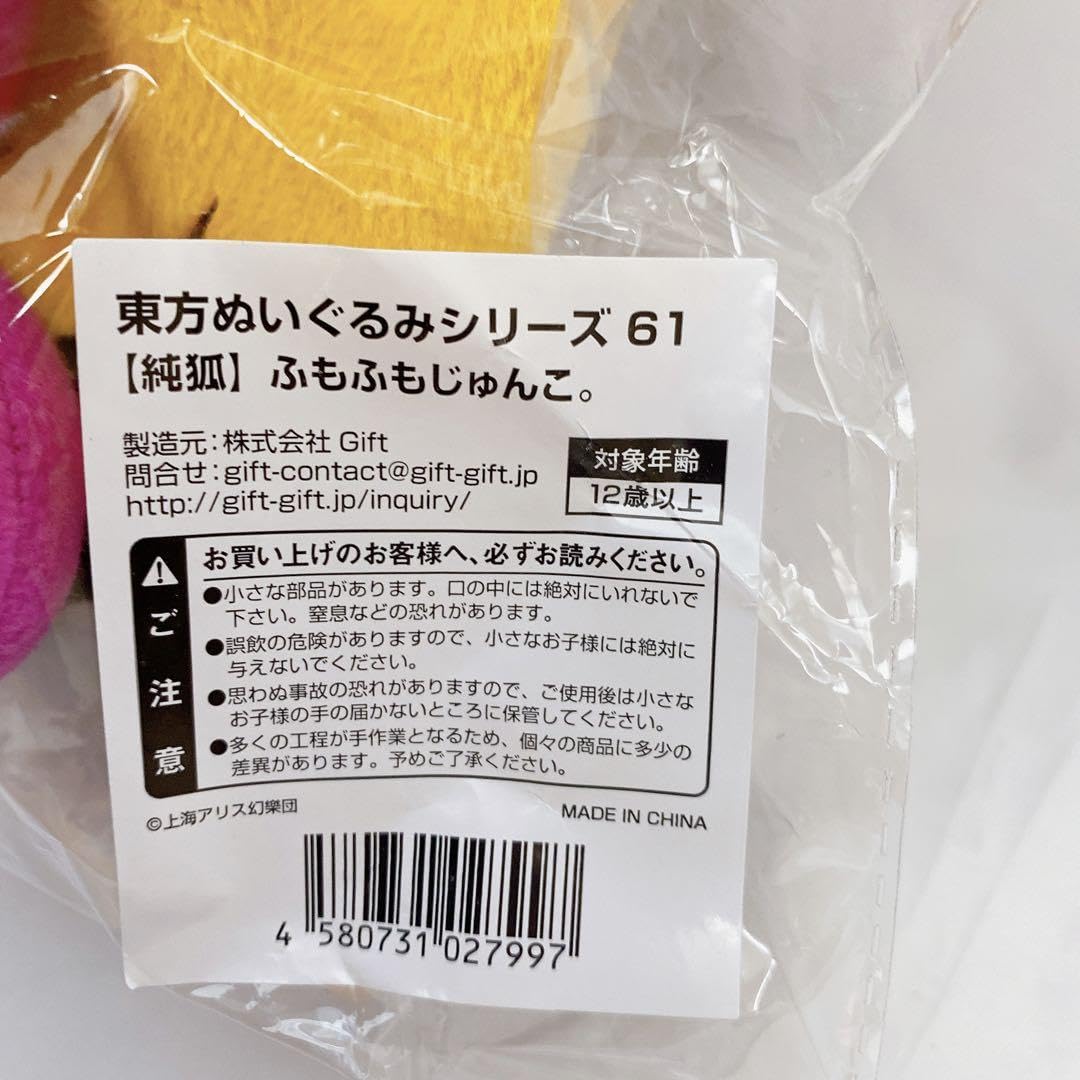 東方ぬいぐるみシリーズ 61
【純狐】ふもふもじゅんこ。
製造元:株式会社 Gift
問合せ:gift-contact@gift-gift.jp
http://gift-gift.jp/inquiry/
対象年齢
12歳以上
ご注意
お買い上げのお客様へ、必ずお読みください。
●小さな部品があります。口の中には絶対にいれないで
下さい。窒息などの恐れがあります。
●誤飲の危険がありますので、小さなお子様には絶対に
与えないでください。
●思わぬ事故の恐れがありますので、ご使用後は小さな
お子様の手の届かないところに保管してください。
●多くの工程が手作業となるため、個々の商品に多少の
差異があります。予めご了承ください。
©上海アリス幻樂団
MADE IN CHINA
4 580731 027997